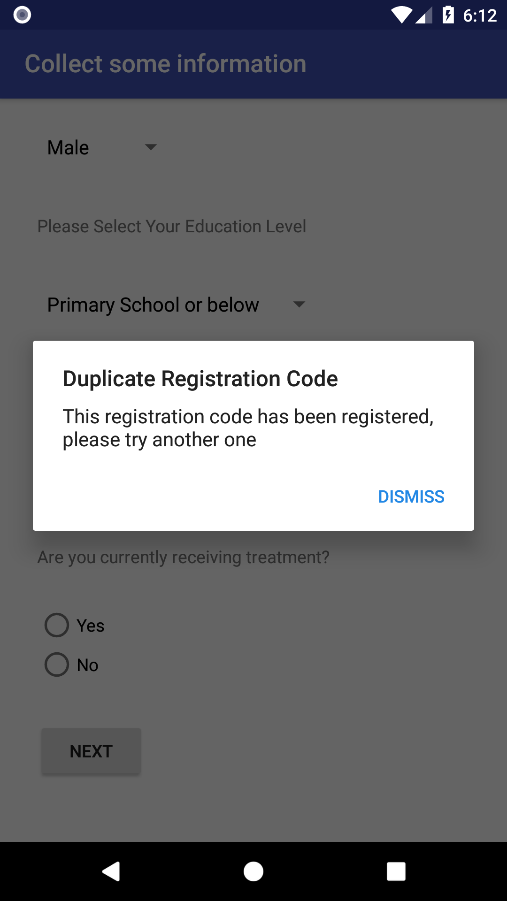 6:12
Collect some information
Male
Please Select Your Education Level
Primary School or below
Duplicate Registration Code
This registration code has been registered,
please try another one
DISMISS
Are you currently receiving treatment?
Yes
No
NEXT